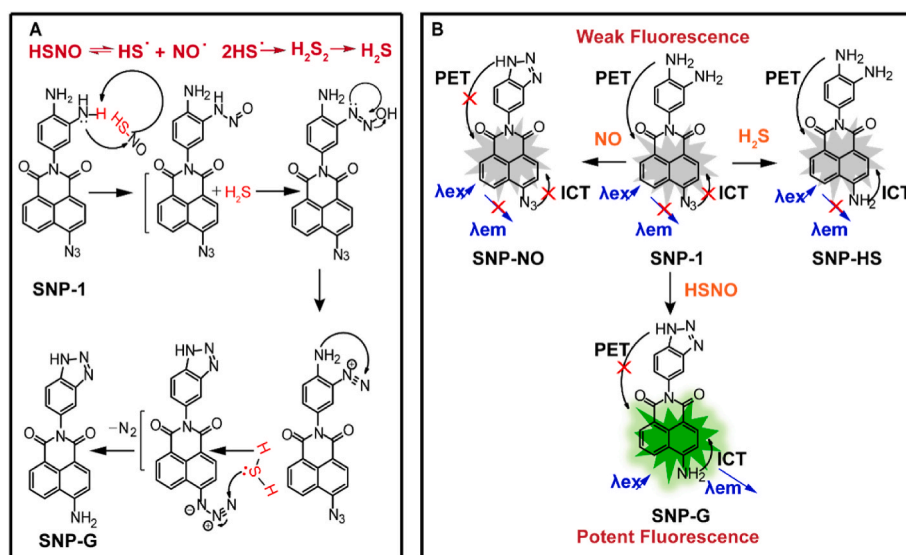 A
HSNO ⇌ HS• + NO• 2HS• → H2S2 → H2S
NH2
H
N
H
HS
NO
O
N
O
N3
SNP-1
NH2
H
N
N
O
O
N
O
+ H2S
N3
NH2
N
N
OH
O
N
O
N3
HN
N
N
O
N
O
NH2
SNP-G
−N2
HN
N
N
O
N
O
N
N
N
⊖
⊕
H
S
H
NH2
⊕
N
N
O
N
O
N3
B
Weak Fluorescence
HN
N
N
PET
O
N
O
N3
ICT
λex
λem
SNP-NO
NO
NH2
NH2
PET
O
N
O
N3
ICT
λex
λem
SNP-1
H2S
NH2
NH2
PET
O
N
O
NH2
ICT
λex
λem
SNP-HS
HSNO
HN
N
N
PET
O
N
O
NH2
ICT
λex
λem
SNP-G
Potent Fluorescence